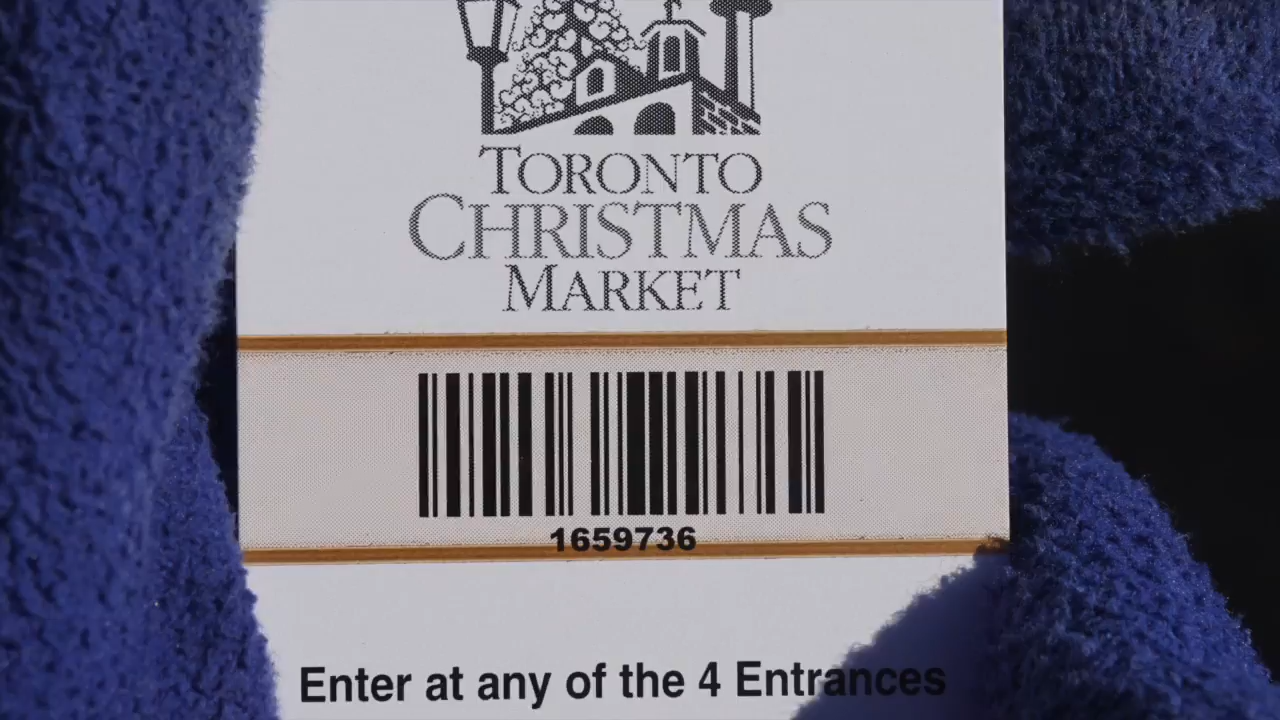 TORONTO
CHRISTMAS
MARKET
1659736
Enter at any of the 4 Entrances